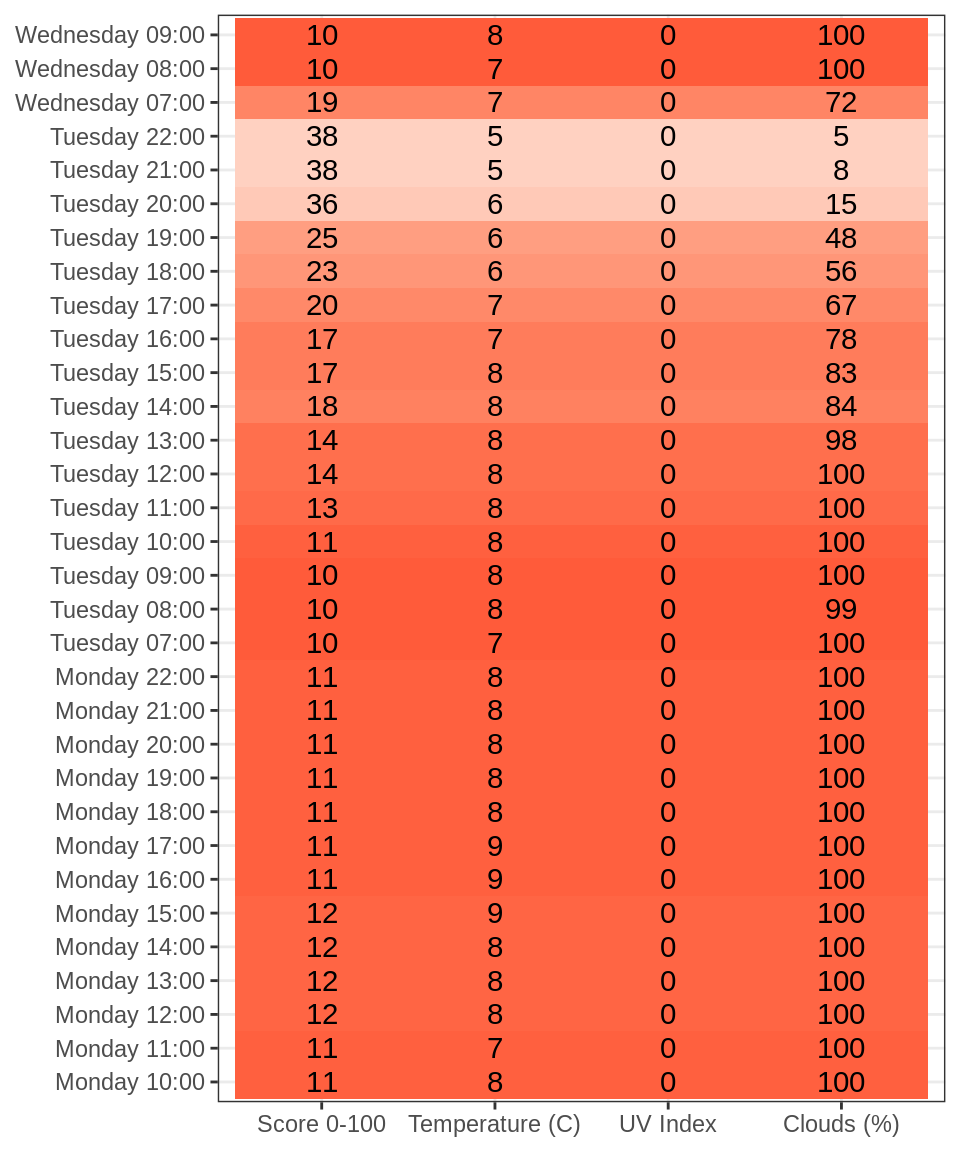 Wednesday 09:00 10 8 0 100
Wednesday 08:00 10 7 0 100
Wednesday 07:00 19 7 0 72
Tuesday 22:00 38 5 0 5
Tuesday 21:00 38 5 0 8
Tuesday 20:00 36 6 0 15
Tuesday 19:00 25 6 0 48
Tuesday 18:00 23 6 0 56
Tuesday 17:00 20 7 0 67
Tuesday 16:00 17 7 0 78
Tuesday 15:00 17 8 0 83
Tuesday 14:00 18 8 0 84
Tuesday 13:00 14 8 0 98
Tuesday 12:00 14 8 0 100
Tuesday 11:00 13 8 0 100
Tuesday 10:00 11 8 0 100
Tuesday 09:00 10 8 0 100
Tuesday 08:00 10 8 0 99
Tuesday 07:00 10 7 0 100
Monday 22:00 11 8 0 100
Monday 21:00 11 8 0 100
Monday 20:00 11 8 0 100
Monday 19:00 11 8 0 100
Monday 18:00 11 8 0 100
Monday 17:00 11 9 0 100
Monday 16:00 11 9 0 100
Monday 15:00 12 9 0 100
Monday 14:00 12 8 0 100
Monday 13:00 12 8 0 100
Monday 12:00 12 8 0 100
Monday 11:00 11 7 0 100
Monday 10:00 11 8 0 100
Score 0-100 Temperature (C) UV Index Clouds (%)